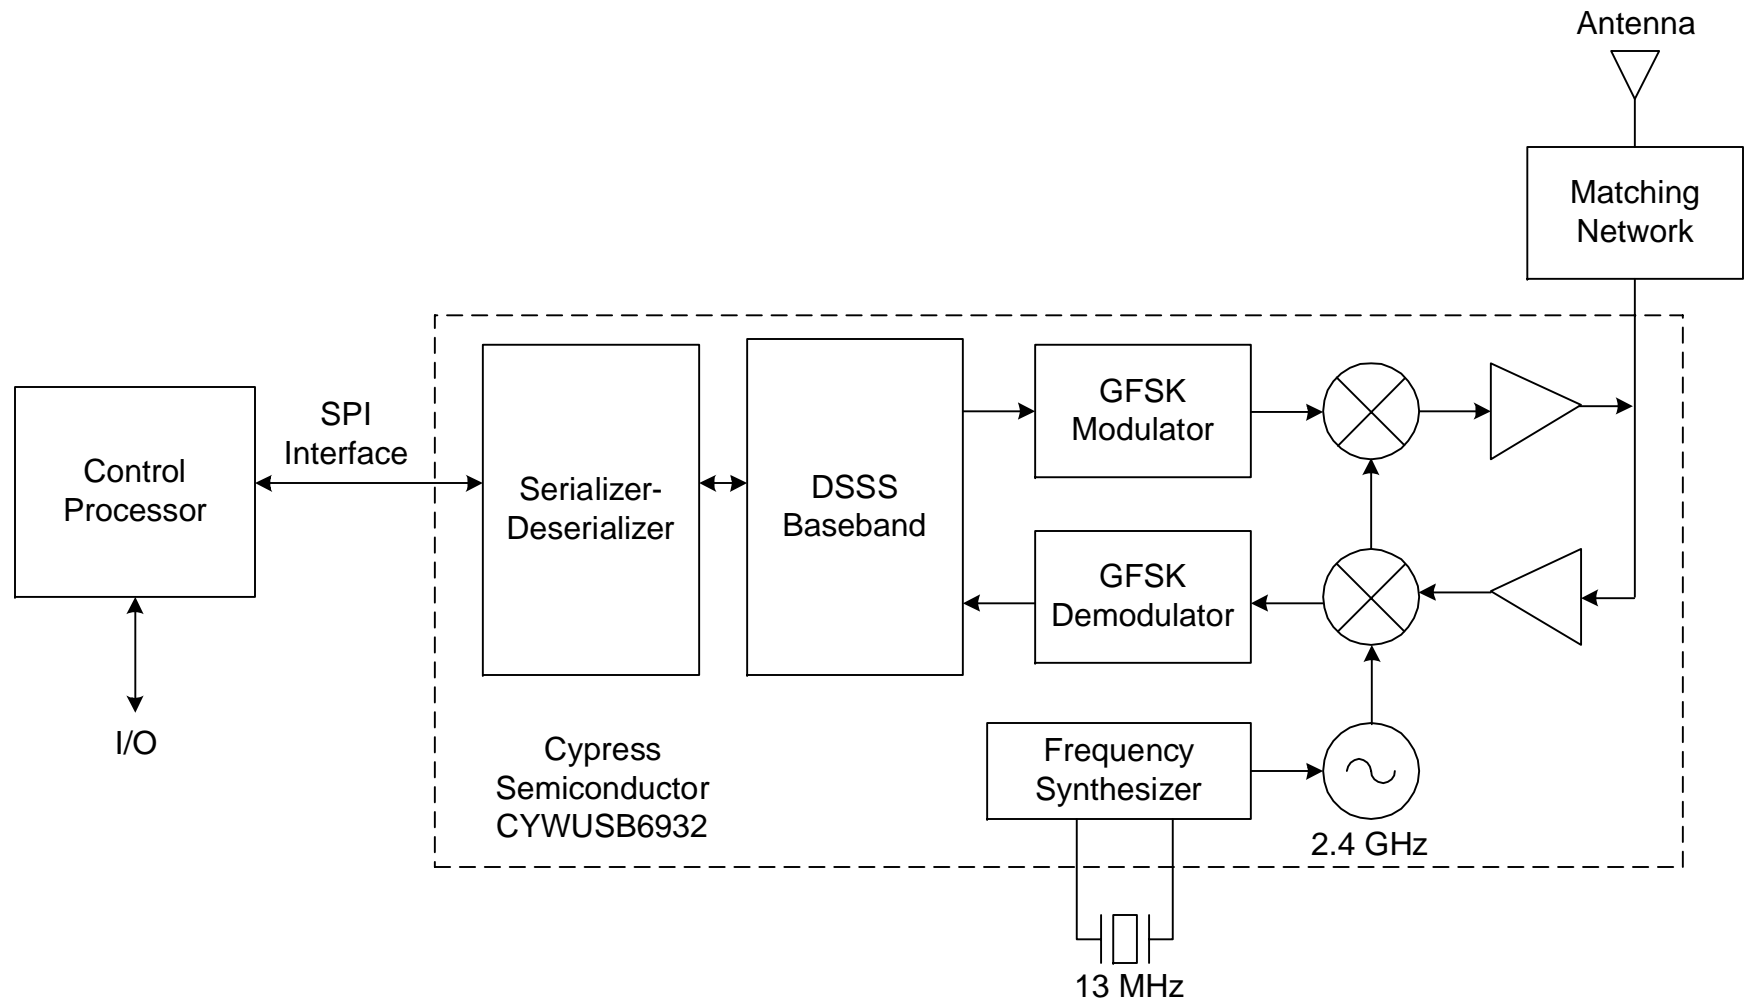 Antenna
Matching
Network
SPI
Interface
Control
Processor
I/O
Serializer-
Deserializer
DSSS
Baseband
GFSK
Modulator
GFSK
Demodulator
Cypress
Semiconductor
CYWUSB6932
Frequency
Synthesizer
2.4 GHz
13 MHz